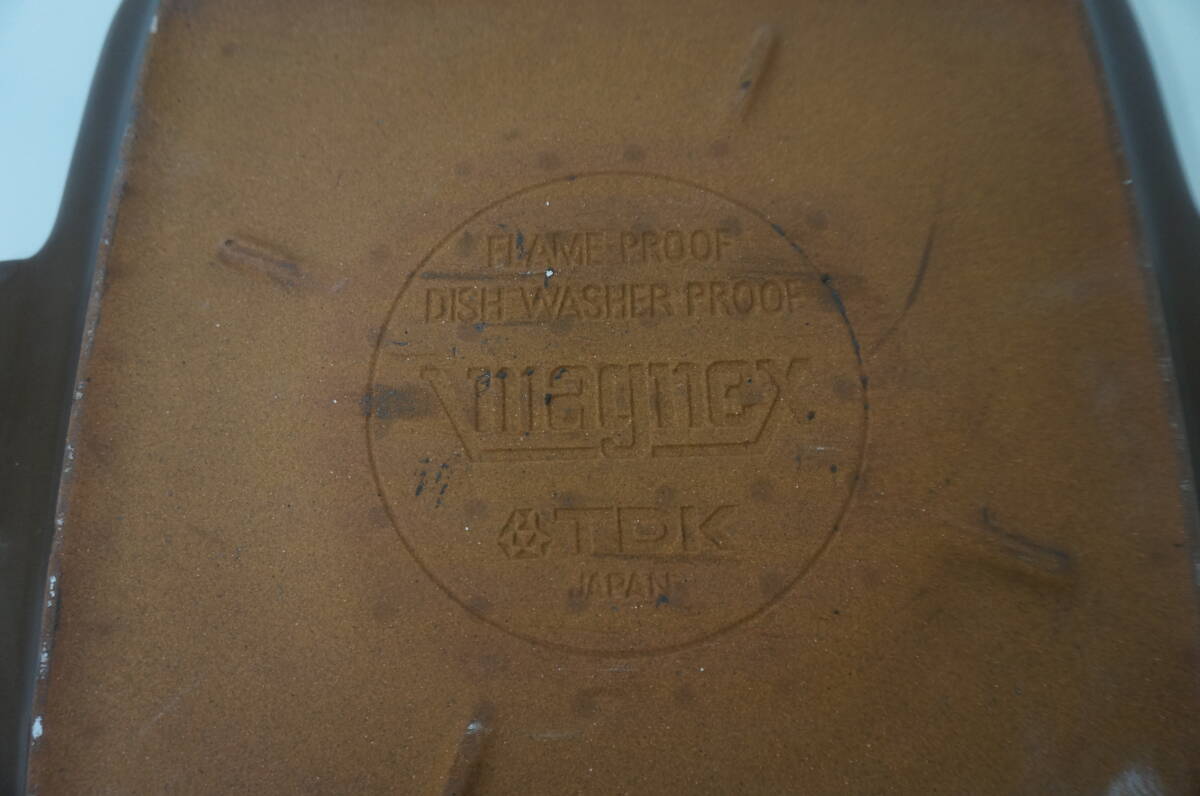 FLAME-PROOF
DISH WASHER PROOF
magnex
TDK
JAPAN